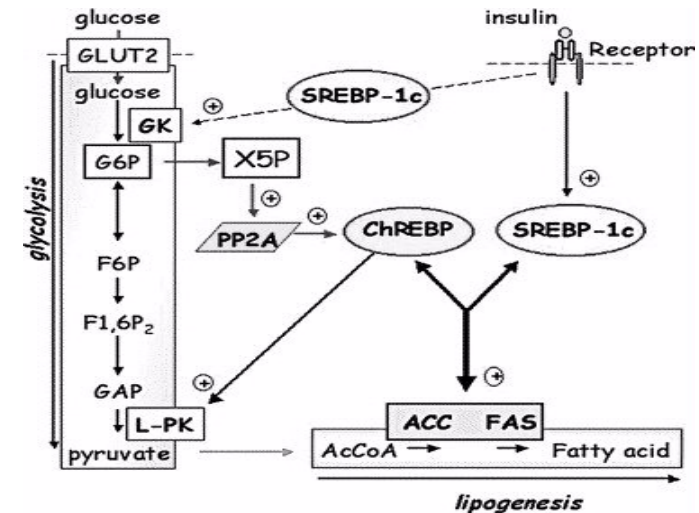 glucose
insulin
GLUT2
Receptor
glucose
SREBP-1c
+
GK
G6P
X5P
+
+
+
PP2A
ChREBP
SREBP-1c
glycolysis
F6P
F1,6P₂
GAP
+
+
L-PK
ACC FAS
pyruvate
AcCoA
Fatty acid
lipogenesis